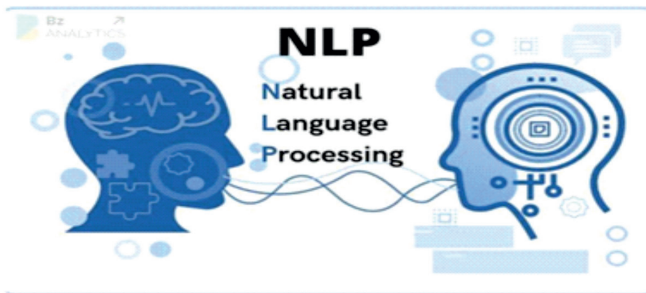 Bz
ANALYTICS
NLP
Natural
Language
Processing